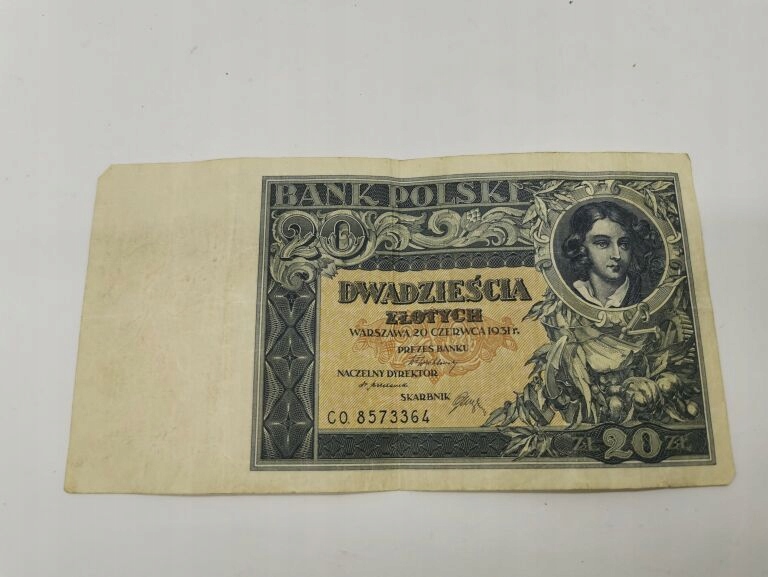 BANK POLSKI
20
DWADZIEŚCIA
ZŁOTYCH
WARSZAWA 20 CZERWCA 1931 r.
PREZES BANKU
NACZELNY DYREKTOR
SKARBNIK
CO. 8573364
ZŁ 20 ZŁ